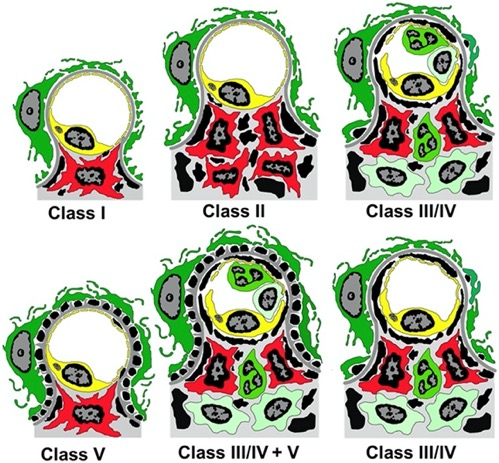 Class I
Class II
Class III/IV
Class V
Class III/IV + V
Class III/IV